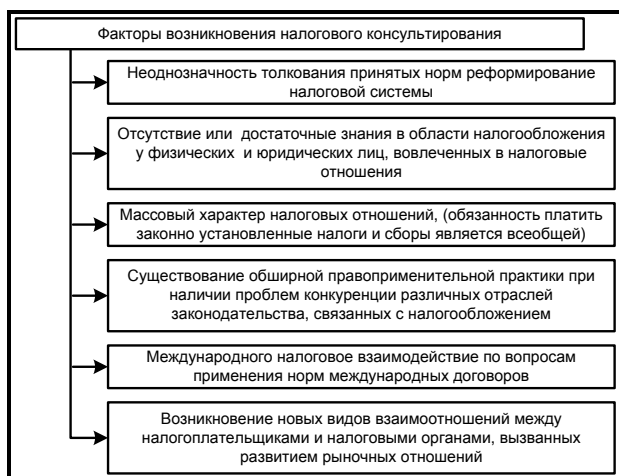 Факторы возникновения налогового консультирования
Неоднозначность толкования принятых норм реформирование
налоговой системы
Отсутствие или достаточные знания в области налогообложения
у физических и юридических лиц, вовлеченных в налоговые
отношения
Массовый характер налоговых отношений, (обязанность платить
законно установленные налоги и сборы является всеобщей)
Существование обширной правоприменительной практики при
наличии проблем конкуренции различных отраслей
законодательства, связанных с налогообложением
Международного налоговое взаимодействие по вопросам
применения норм международных договоров
Возникновение новых видов взаимоотношений между
налогоплательщиками и налоговыми органами, вызванных
развитием рыночных отношений